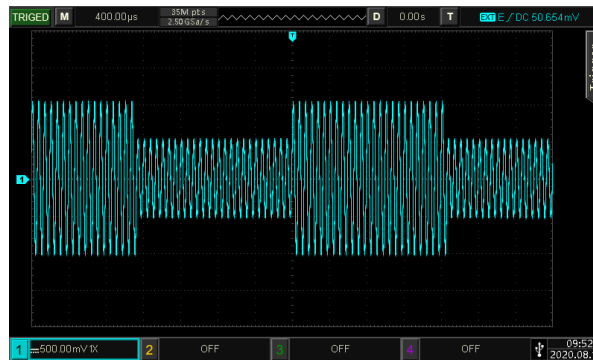 TRIGED M 400.00μs 35M pts D 0.00s T EXT E DC 50.654mV
2.50GSa/s
T
1
1 500.00mV 1X 2 OFF 3 OFF 4 OFF 09:52
2020.08.